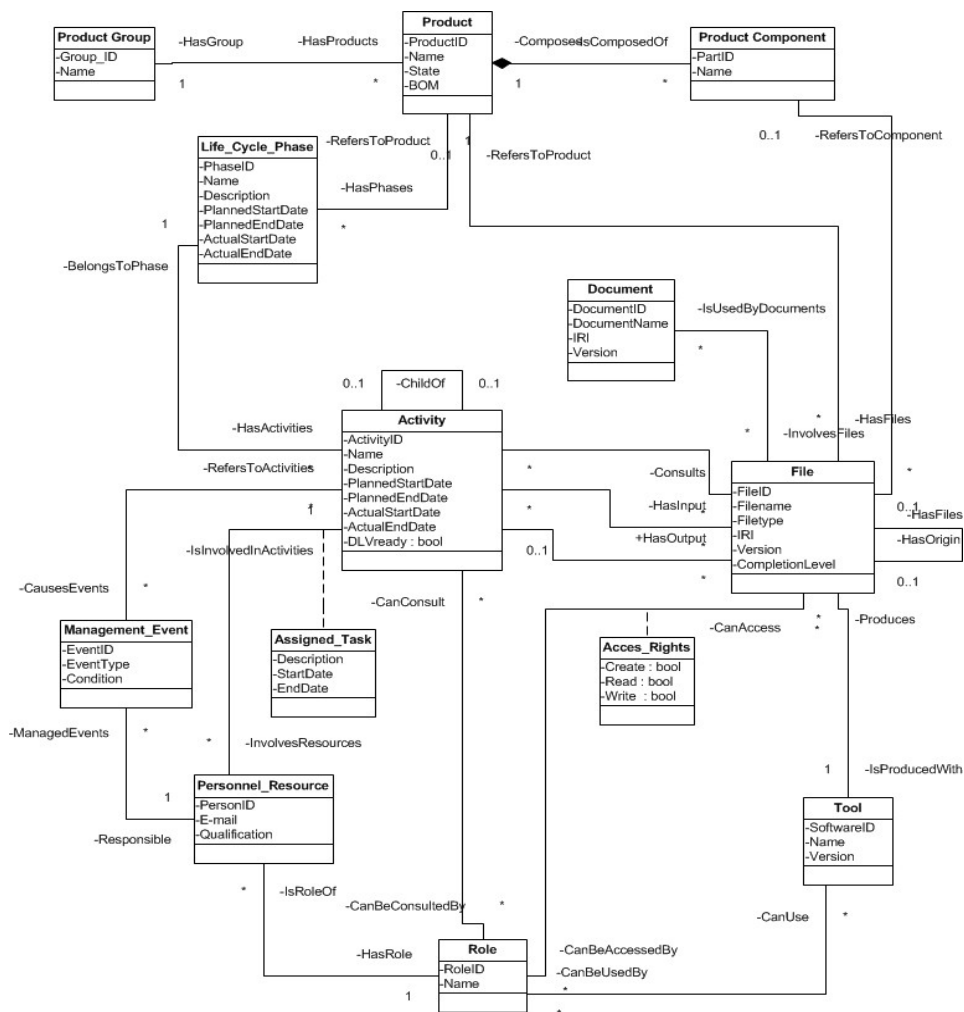 Product
-ProductID
-Name
-State
-BOM
Product Group
-Group_ID
-Name
-HasGroup
-HasProducts
1
*
-Composes
-IsComposedOf
1
*
Product Component
-PartID
-Name
0..1
-RefersToComponent
Life_Cycle_Phase
-PhaseID
-Name
-Description
-PlannedStartDate
-PlannedEndDate
-ActualStartDate
-ActualEndDate
-RefersToProduct
0..1
1
-RefersToProduct
-HasPhases
*
1
-BelongsToPhase
Document
-DocumentID
-DocumentName
-IRI
-Version
-IsUsedByDocuments
*
0..1
-ChildOf
0..1
Activity
-ActivityID
-Name
-Description
-PlannedStartDate
-PlannedEndDate
-ActualStartDate
-ActualEndDate
-DLVready : bool
-HasActivities
*
-RefersToActivities
*
1
-IsInvolvedInActivities
*
-Consults
*
-HasInput
*
*
+HasOutput
0..1
*
*
-InvolvesFiles
*
-HasFiles
*
File
-FileID
-Filename
-Filetype
-IRI
-Version
-CompletionLevel
0..1
-HasFiles
-HasOrigin
0..1
-CausesEvents
*
Management_Event
-EventID
-EventType
-Condition
Assigned_Task
-Description
-StartDate
-EndDate
-CanConsult
*
Acces_Rights
-Create : bool
-Read : bool
-Write : bool
-CanAccess
*
*
-Produces
-ManagedEvents
*
*
-InvolvesResources
1
-Responsible
Personnel_Resource
-PersonID
-E-mail
-Qualification
1
-IsProducedWith
Tool
-SoftwareID
-Name
-Version
*
-IsRoleOf
-CanBeConsultedBy
*
-CanUse
*
-HasRole
1
Role
-RoleID
-Name
-CanBeAccessedBy
-CanBeUsedBy
*
*